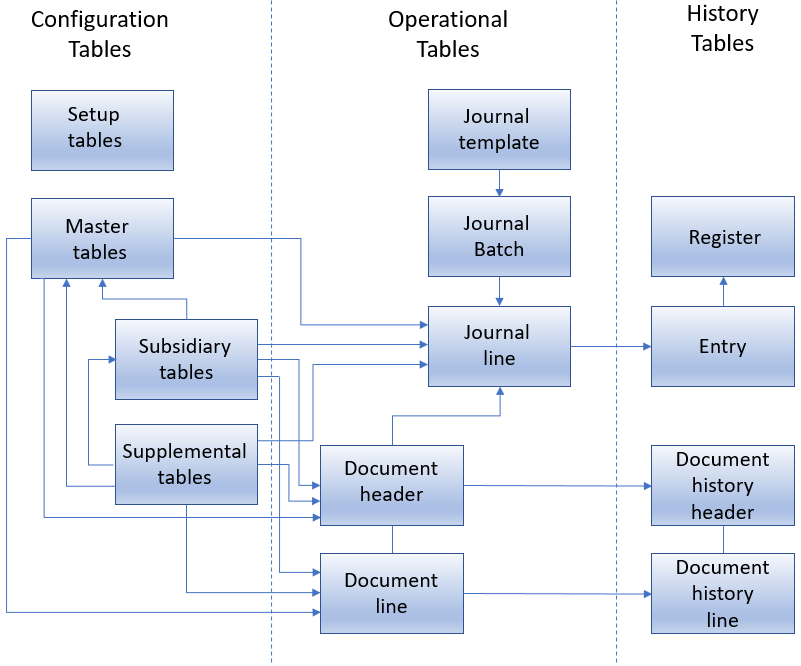 Configuration
Tables
Operational
Tables
History
Tables
Setup
tables
Master
tables
Subsidiary
tables
Supplemental
tables
Journal
template
Journal
Batch
Journal
line
Document
header
Document
line
Register
Entry
Document
history
header
Document
history
line